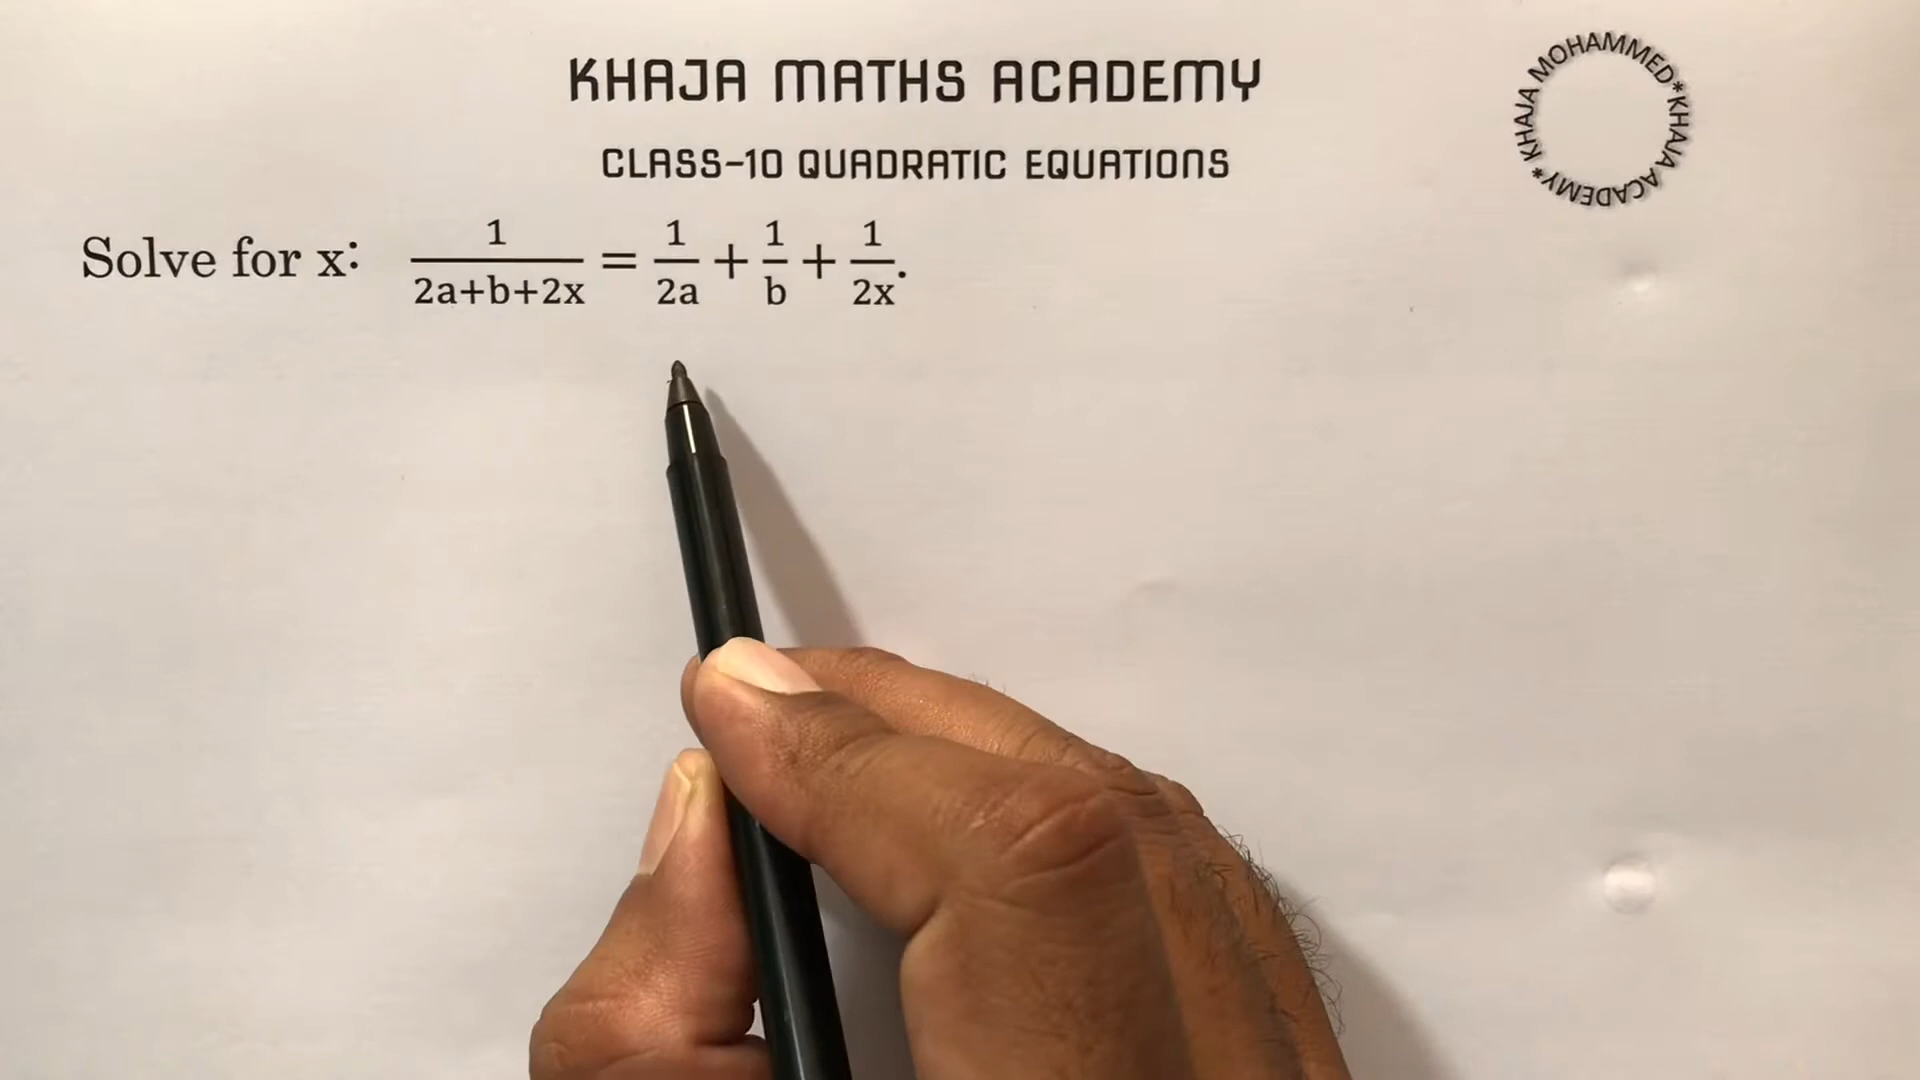 KHAJA MATHS ACADEMY
CLASS-10 QUADRATIC EQUATIONS
KHAJA MOHAMMED*KHAJA ACADEMY*
Solve for x: 1/(2a+b+2x) = 1/2a + 1/b + 1/2x.